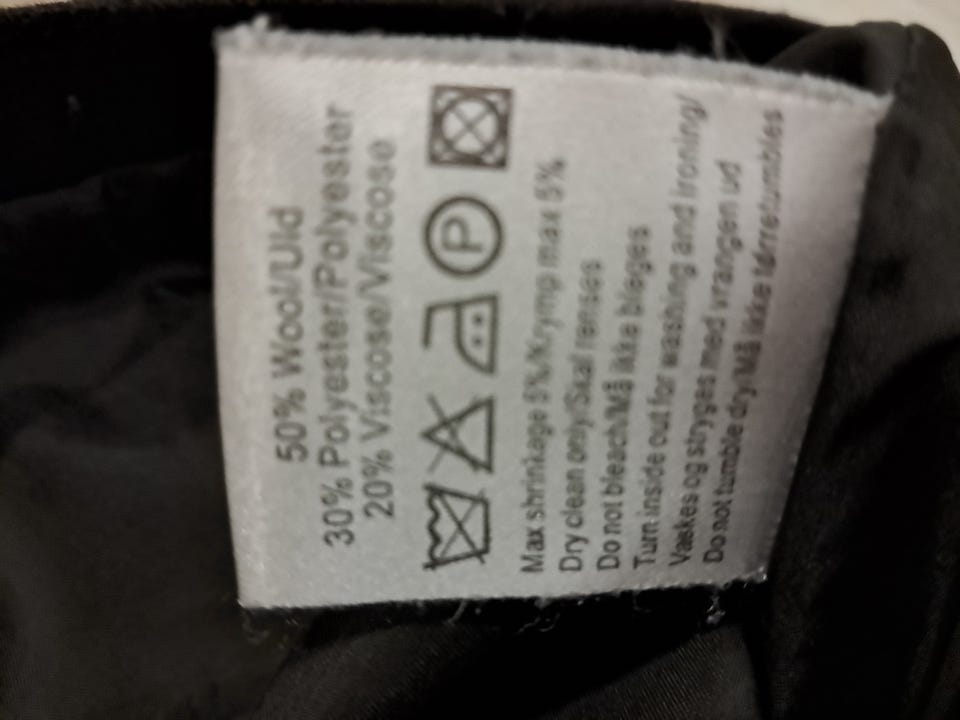 50% Wool/Uld
30% Polyester/Polyester
20% Viscose/Viscose
P
Max shrinkage 5%/Krymp max 5%
Dry clean only/Skal renses
Do not bleach/Må ikke bleges
Turn inside out for washing and ironing/
Vaskes og stryges med vrangen ud
Do not tumble dry/Må ikke tørretumbles